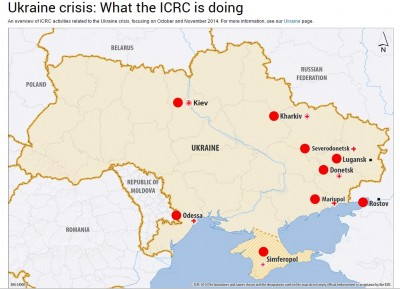 Ukraine crisis: What the ICRC is doing
An overview of ICRC activities related to the Ukraine crisis, focusing on October and November 2014. For more information, see our Ukraine page.
N
BELARUS
POLAND
RUSSIAN
FEDERATION
Kiev
Kharkiv
UKRAINE
Severodonetsk
Lugansk
Donetsk
REPUBLIC OF
MOLDOVA
Mariupol
Rostov
Odessa
ROMANIA
Simferopol